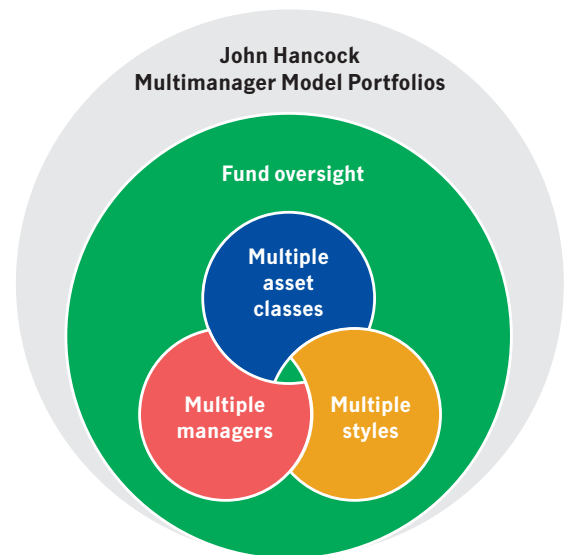 John Hancock
Multimanager Model Portfolios
Fund oversight
Multiple
asset
classes
Multiple
managers
Multiple
styles